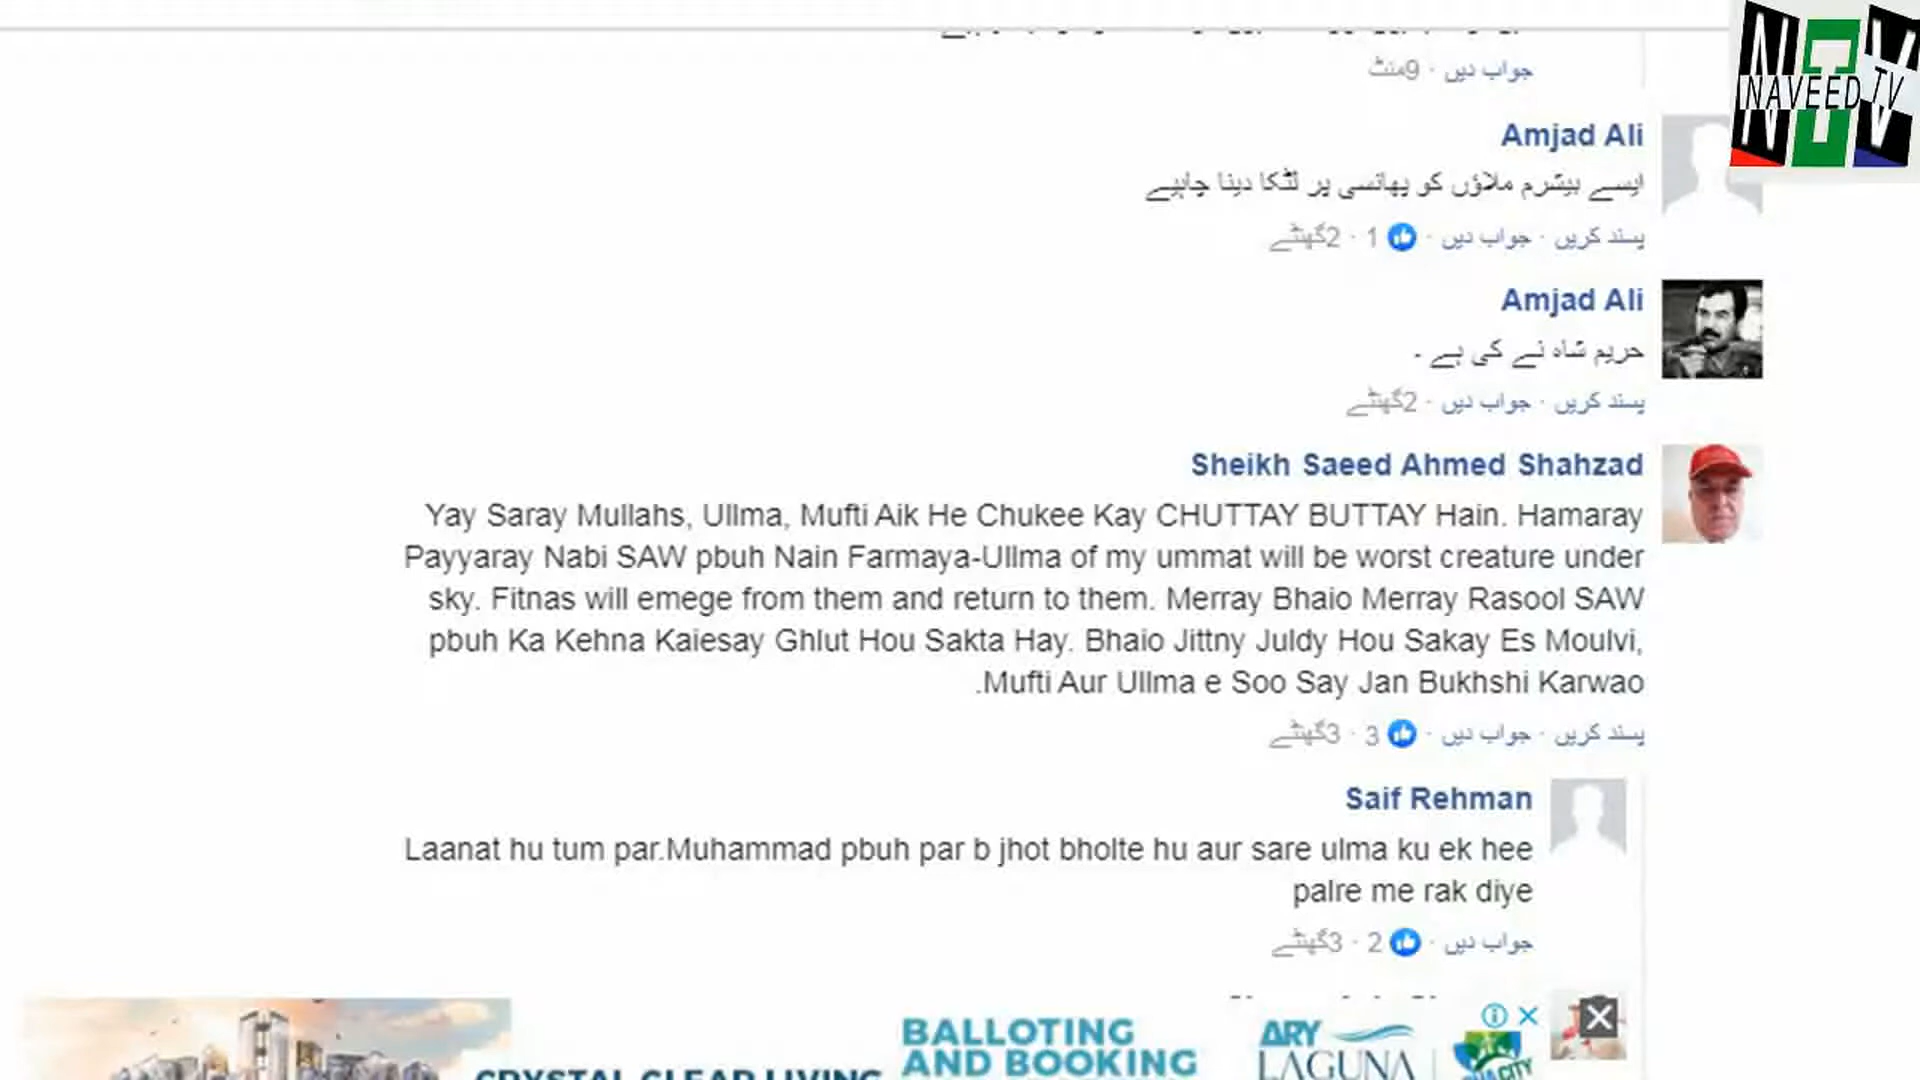 جواب دیں · 9منٹ
NAVEED TV
Amjad Ali
ایسے بیشرم ملاؤں کو پھانسی پر لٹکا دینا چاہیے
پسند کریں · جواب دیں · 1 · 2گھنٹے
Amjad Ali
حریم شاہ نے کی ہے ۔
پسند کریں · جواب دیں · 2گھنٹے
Sheikh Saeed Ahmed Shahzad
Yay Saray Mullahs, Ullma, Mufti Aik He Chukee Kay CHUTTAY BUTTAY Hain. Hamaray
Payyaray Nabi SAW pbuh Nain Farmaya-Ullma of my ummat will be worst creature under
sky. Fitnas will emege from them and return to them. Merray Bhaio Merray Rasool SAW
pbuh Ka Kehna Kaiesay Ghlut Hou Sakta Hay. Bhaio Jittny Juldy Hou Sakay Es Moulvi,
.Mufti Aur Ullma e Soo Say Jan Bukhshi Karwao
پسند کریں · جواب دیں · 3 · 3گھنٹے
Saif Rehman
Laanat hu tum par.Muhammad pbuh par b jhot bholte hu aur sare ulma ku ek hee
palre me rak diye
جواب دیں · 2 · 3گھنٹے
CRYSTAL CLEAR LIVING
BALLOTING
AND BOOKING
ARY
LAGUNA
CITY